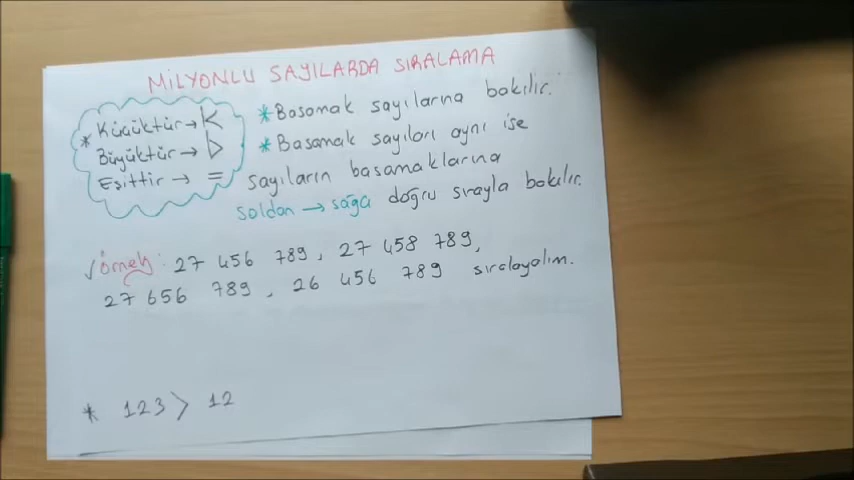 MİLYONLU SAYILARDA SIRALAMA
* Küçüktür → <
Büyüktür → >
Eşittir → =
* Basamak sayılarına bakılır.
* Basamak sayıları aynı ise
sayıların basamaklarına
soldan → sağa doğru sırayla bakılır.
√ Örnek: 27 456 789, 27 458 789,
27 656 789, 26 456 789 sıralayalım.
* 123 > 12